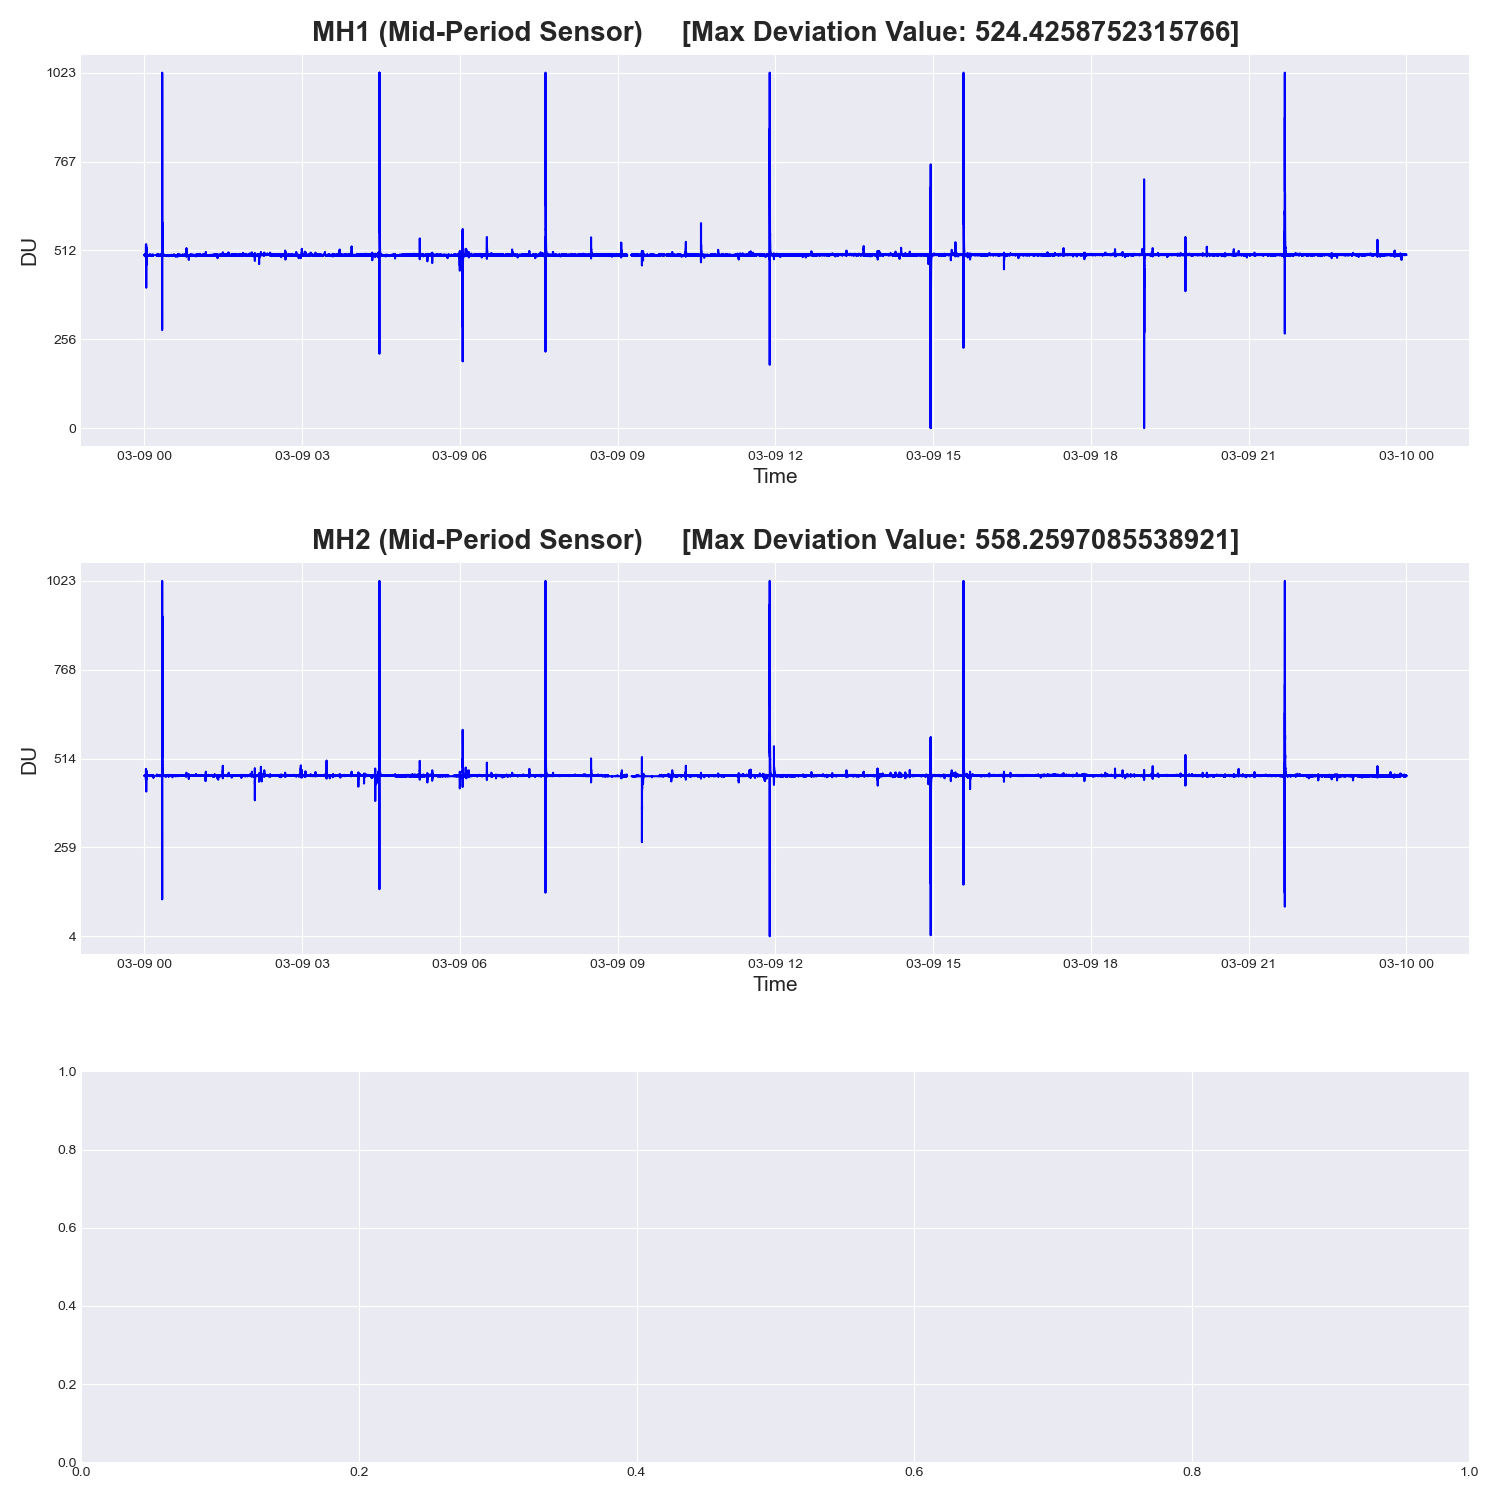 MH1 (Mid-Period Sensor) [Max Deviation Value: 524.4258752315766]
1023
767
512
256
0
DU
03-09 00 03-09 03 03-09 06 03-09 09 03-09 12 03-09 15 03-09 18 03-09 21 03-10 00
Time
MH2 (Mid-Period Sensor) [Max Deviation Value: 558.2597085538921]
1023
768
514
259
4
DU
03-09 00 03-09 03 03-09 06 03-09 09 03-09 12 03-09 15 03-09 18 03-09 21 03-10 00
Time
1.0
0.8
0.6
0.4
0.2
0.0
0.0 0.2 0.4 0.6 0.8 1.0